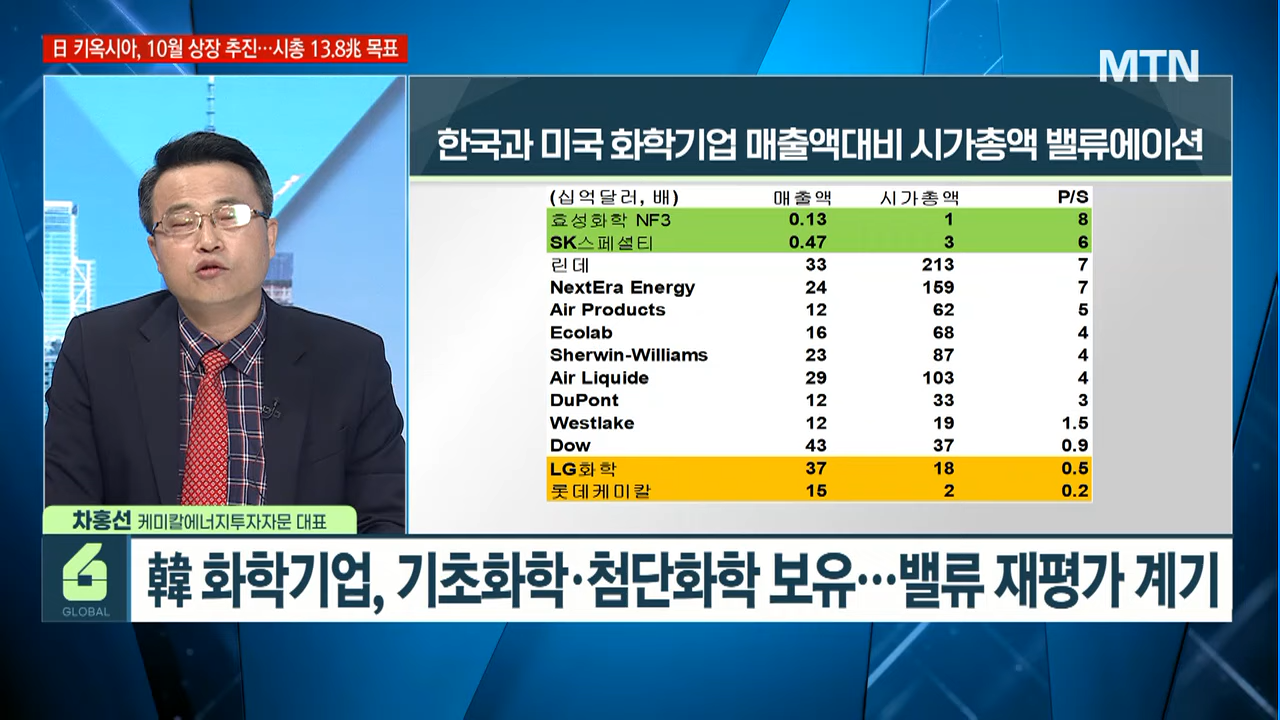 日 키옥시아, 10월 상장 추진…시총 13.8兆 목표
MTN
한국과 미국 화학기업 매출액대비 시가총액 밸류에이션
(십억달러, 배) 매출액 시가총액 P/S
효성화학 NF3 0.13 1 8
SK스페셜티 0.47 3 6
린데 33 213 7
NextEra Energy 24 159 7
Air Products 12 62 5
Ecolab 16 68 4
Sherwin-Williams 23 87 4
Air Liquide 29 103 4
DuPont 12 33 3
Westlake 12 19 1.5
Dow 43 37 0.9
LG화학 37 18 0.5
롯데케미칼 15 2 0.2
차홍선 케미칼에너지투자자문 대표
6 GLOBAL
韓 화학기업, 기초화학·첨단화학 보유…밸류 재평가 계기